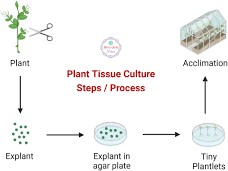 Plant
Plant Tissue Culture
Steps / Process
Acclimation
Explant
Explant in
agar plate
Tiny
Plantlets